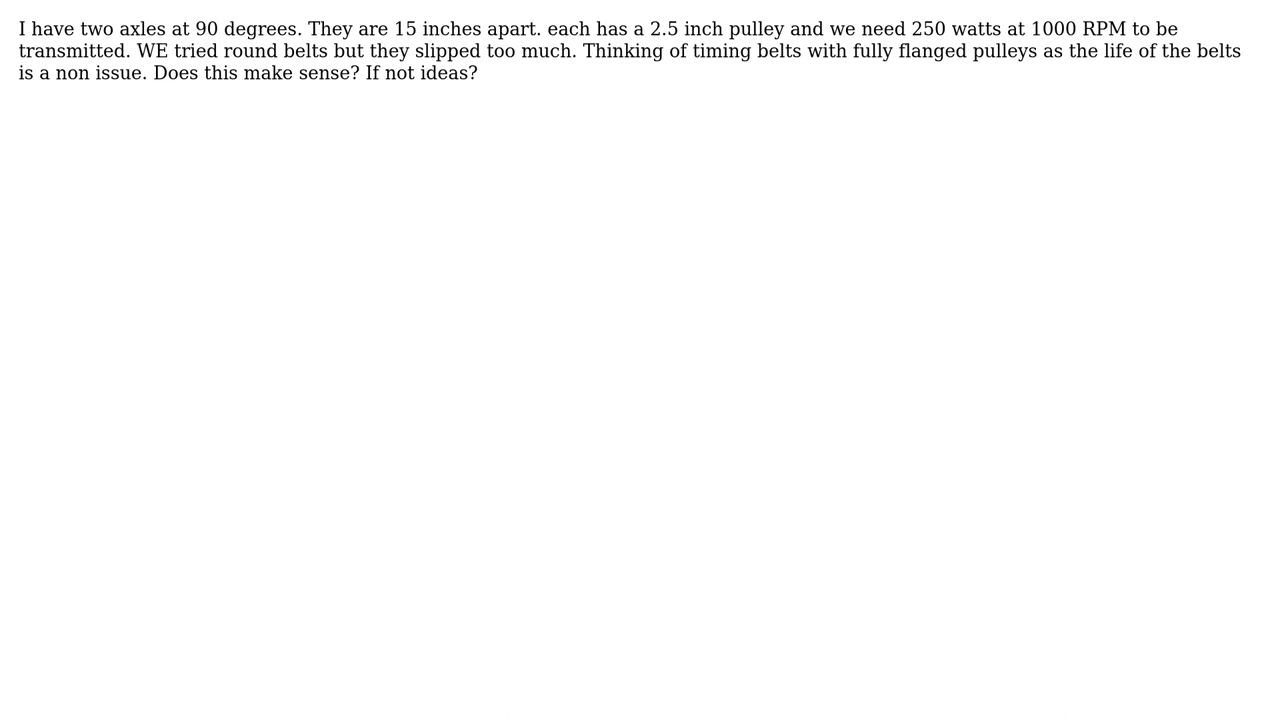 I have two axles at 90 degrees. They are 15 inches apart. each has a 2.5 inch pulley and we need 250 watts at 1000 RPM to be
transmitted. WE tried round belts but they slipped too much. Thinking of timing belts with fully flanged pulleys as the life of the belts
is a non issue. Does this make sense? If not ideas?